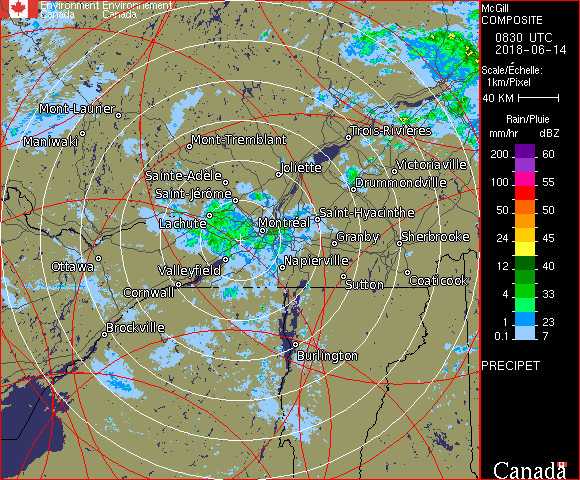 Environment Environnement
Canada Canada
McGill
COMPOSITE
0830 UTC
2018-06-14
Scale/Échelle:
1km/Pixel
40 KM
Rain/Pluie
mm/hr dBZ
200 60
100 55
50 50
24 45
12 40
4 33
1 23
0.1 7
PRECIPET
Canada
Mont-Laurier
Maniwaki
Mont-Tremblant
Trois-Rivières
Joliette
Victoriaville
Sainte-Adèle
Drummondville
Saint-Jérôme
Saint-Hyacinthe
Lachute
Montréal
Granby
Sherbrooke
Ottawa
Valleyfield
Napierville
Cornwall
Sutton
Coaticook
Brockville
Burlington